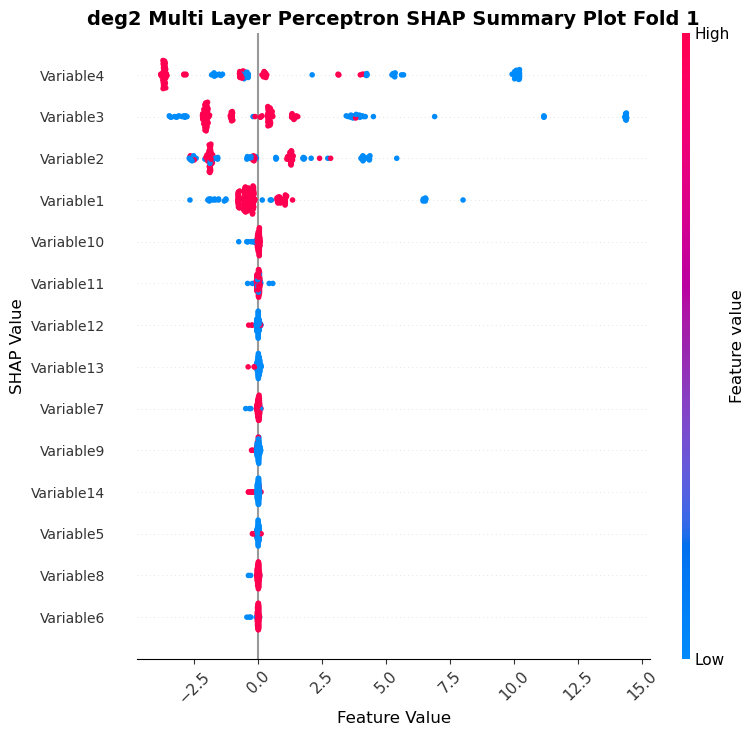 deg2 Multi Layer Perceptron SHAP Summary Plot Fold 1
High
Variable4
Variable3
Variable2
Variable1
Variable10
Variable11
Variable12
Variable13
Variable7
Variable9
Variable14
Variable5
Variable8
Variable6
SHAP Value
Feature value
Low
−2.5
0.0
2.5
5.0
7.5
10.0
12.5
15.0
Feature Value